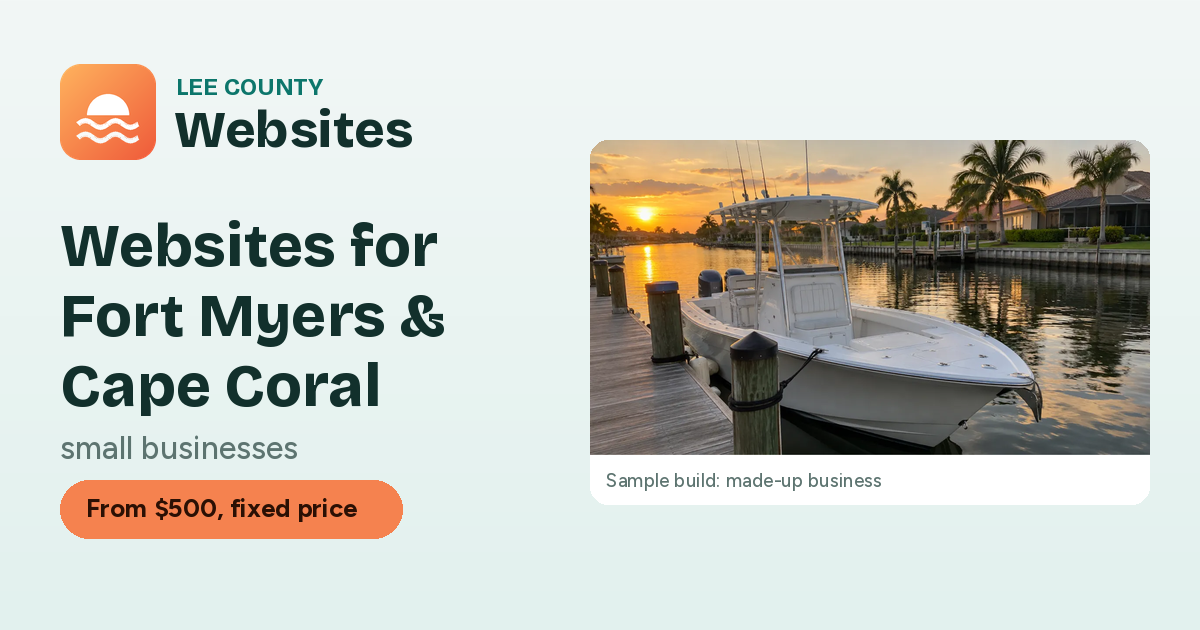 LEE COUNTY
Websites
Websites for
Fort Myers &
Cape Coral
small businesses
From $500, fixed price
Sample build: made-up business